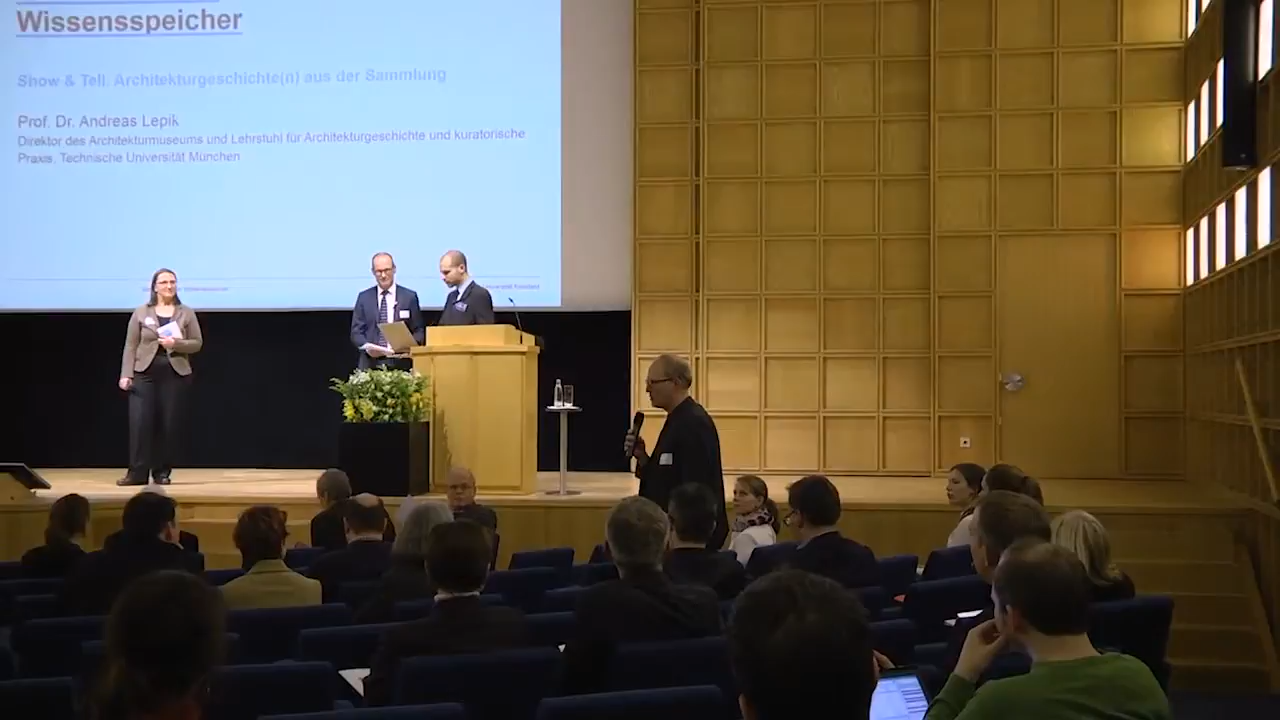 Wissensspeicher
Show & Tell. Architekturgeschichte(n) aus der Sammlung
Prof. Dr. Andreas Lepik
Direktor des Architekturmuseums und Lehrstuhl für Architekturgeschichte und kuratorische
Praxis, Technische Universität München